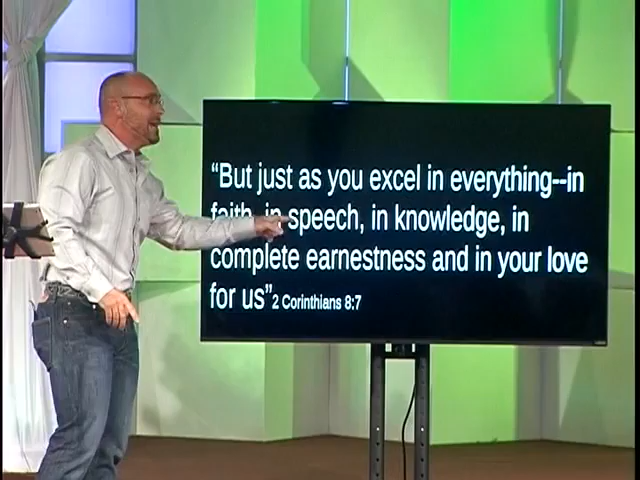 “But just as you excel in everything--in
faith, in speech, in knowledge, in
complete earnestness and in your love
for us” 2 Corinthians 8:7